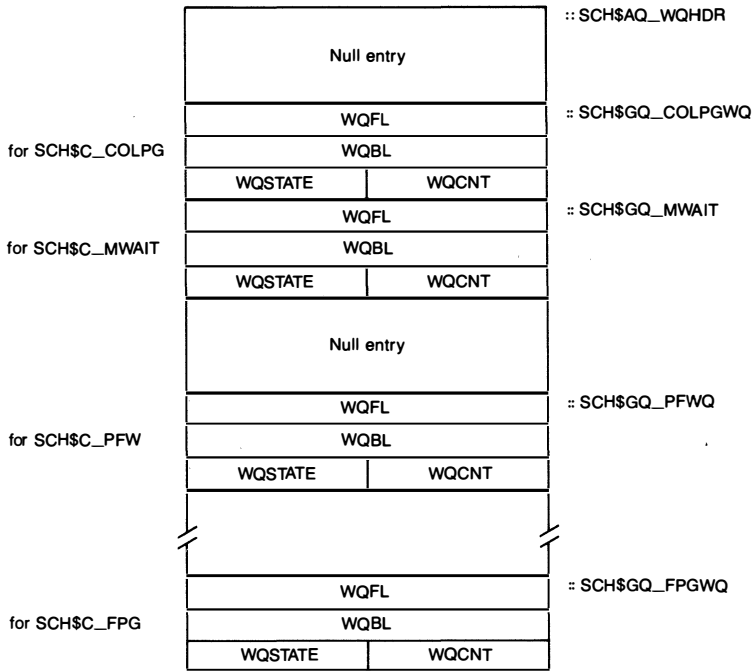 :: SCH$AQ_WQHDR
Null entry
WQFL :: SCH$GQ_COLPGWQ
for SCH$C_COLPG WQBL
WQSTATE WQCNT
WQFL :: SCH$GQ_MWAIT
for SCH$C_MWAIT WQBL
WQSTATE WQCNT
Null entry
WQFL :: SCH$GQ_PFWQ
for SCH$C_PFW WQBL
WQSTATE WQCNT
WQFL :: SCH$GQ_FPGWQ
for SCH$C_FPG WQBL
WQSTATE WQCNT